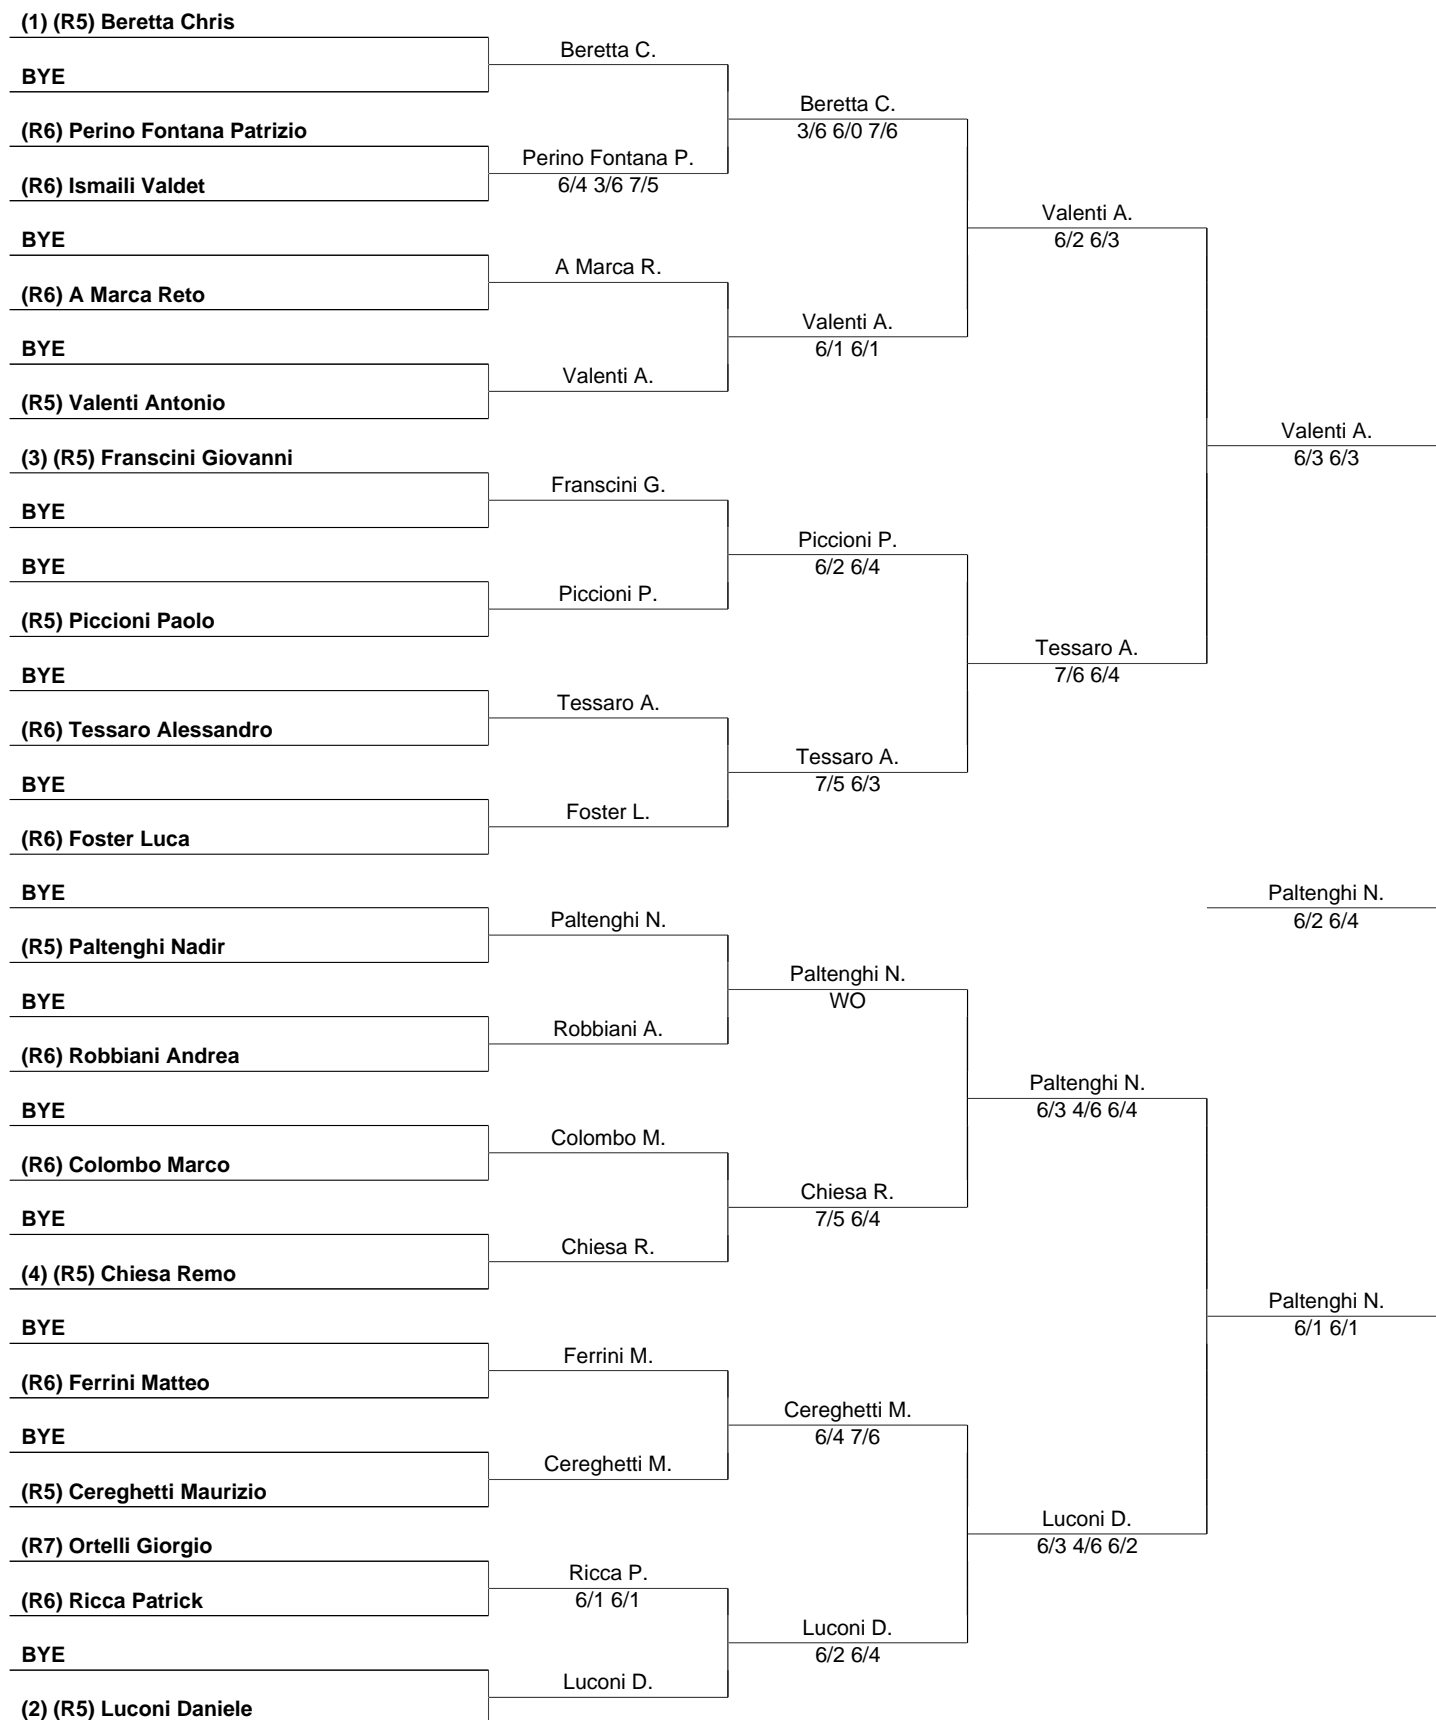 (1) (R5) Beretta Chris
BYE
(R6) Perino Fontana Patrizio
(R6) Ismaili Valdet
BYE
(R6) A Marca Reto
BYE
(R5) Valenti Antonio
(3) (R5) Franscini Giovanni
BYE
BYE
(R5) Piccioni Paolo
BYE
(R6) Tessaro Alessandro
BYE
(R6) Foster Luca
BYE
(R5) Paltenghi Nadir
BYE
(R6) Robbiani Andrea
BYE
(R6) Colombo Marco
BYE
(4) (R5) Chiesa Remo
BYE
(R6) Ferrini Matteo
BYE
(R5) Cereghetti Maurizio
(R7) Ortelli Giorgio
(R6) Ricca Patrick
BYE
(2) (R5) Luconi Daniele
Beretta C.
Perino Fontana P.
6/4 3/6 7/5
A Marca R.
Valenti A.
Franscini G.
Piccioni P.
Tessaro A.
Foster L.
Paltenghi N.
Robbiani A.
Colombo M.
Chiesa R.
Ferrini M.
Cereghetti M.
Ricca P.
6/1 6/1
Luconi D.
Beretta C.
3/6 6/0 7/6
Valenti A.
6/1 6/1
Piccioni P.
6/2 6/4
Tessaro A.
7/5 6/3
Paltenghi N.
WO
Chiesa R.
7/5 6/4
Cereghetti M.
6/4 7/6
Luconi D.
6/2 6/4
Valenti A.
6/2 6/3
Tessaro A.
7/6 6/4
Paltenghi N.
6/3 4/6 6/4
Luconi D.
6/3 4/6 6/2
Valenti A.
6/3 6/3
Paltenghi N.
6/2 6/4
Paltenghi N.
6/1 6/1